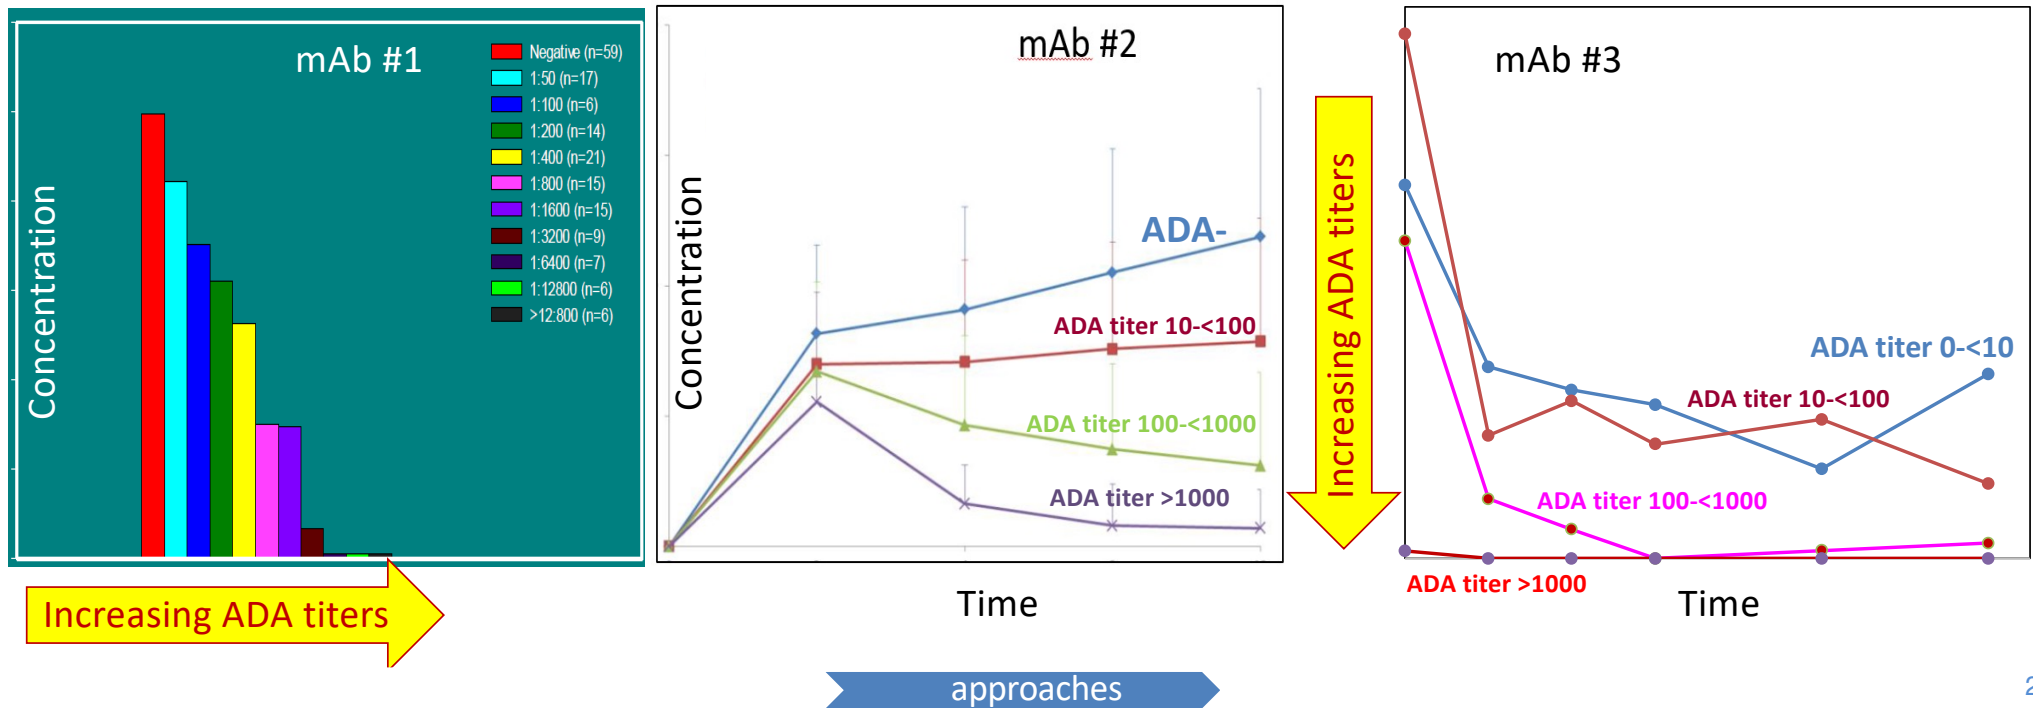 mAb #1
Negative (n=59)
1:50 (n=17)
1:100 (n=6)
1:200 (n=14)
1:400 (n=21)
1:800 (n=15)
1:1600 (n=15)
1:3200 (n=9)
1:6400 (n=7)
1:12800 (n=6)
>12:800 (n=6)
Concentration
Increasing ADA titers
mAb #2
Concentration
ADA-
ADA titer 10-<100
ADA titer 100-<1000
ADA titer >1000
Time
Increasing ADA titers
mAb #3
ADA titer 0-<10
ADA titer 10-<100
ADA titer 100-<1000
ADA titer >1000
Time
approaches
2